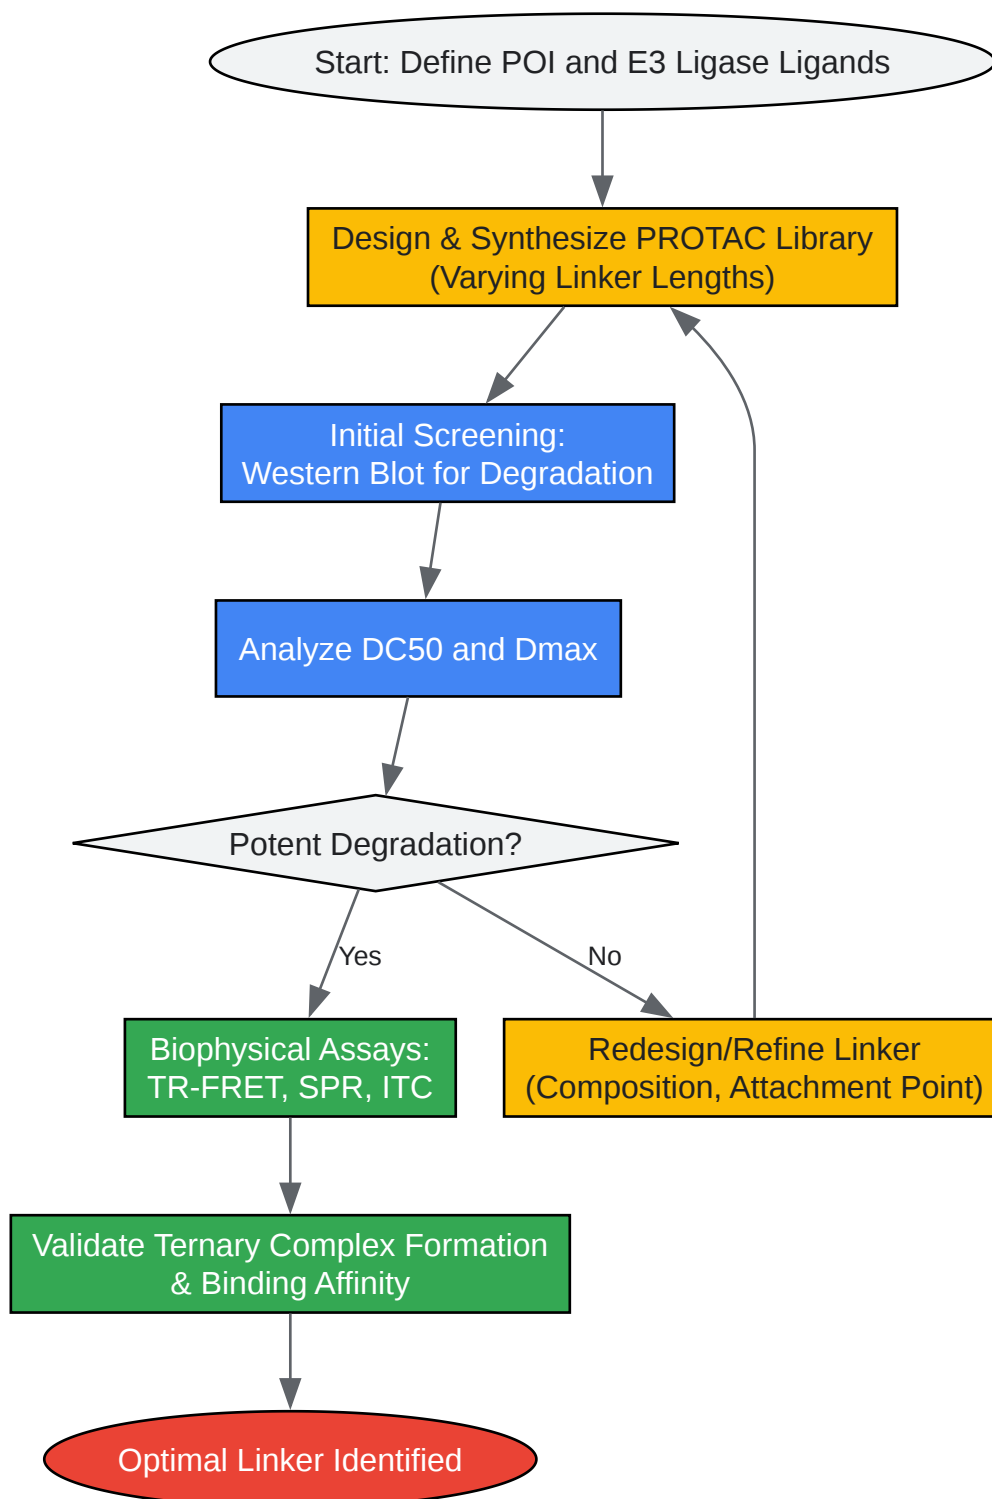 Start: Define POI and E3 Ligase Ligands
Design & Synthesize PROTAC Library
(Varying Linker Lengths)
Initial Screening:
Western Blot for Degradation
Analyze DC50 and Dmax
Potent Degradation?
Yes
No
Biophysical Assays:
TR-FRET, SPR, ITC
Redesign/Refine Linker
(Composition, Attachment Point)
Validate Ternary Complex Formation
& Binding Affinity
Optimal Linker Identified